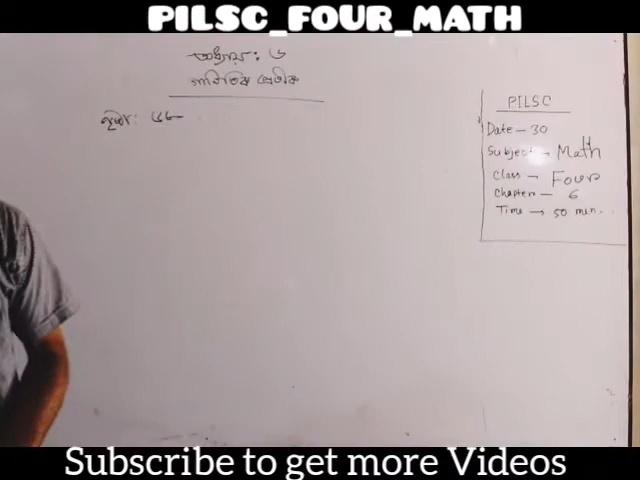 PILSC_FOUR_MATH
অধ্যায়: ৬
গাণিতিক প্রতীক
পৃষ্ঠা: ৫৮
PILSC
Date - 30
Subject - Math
Class - Four
Chapter - 6
Time → 50 min.
Subscribe to get more Videos